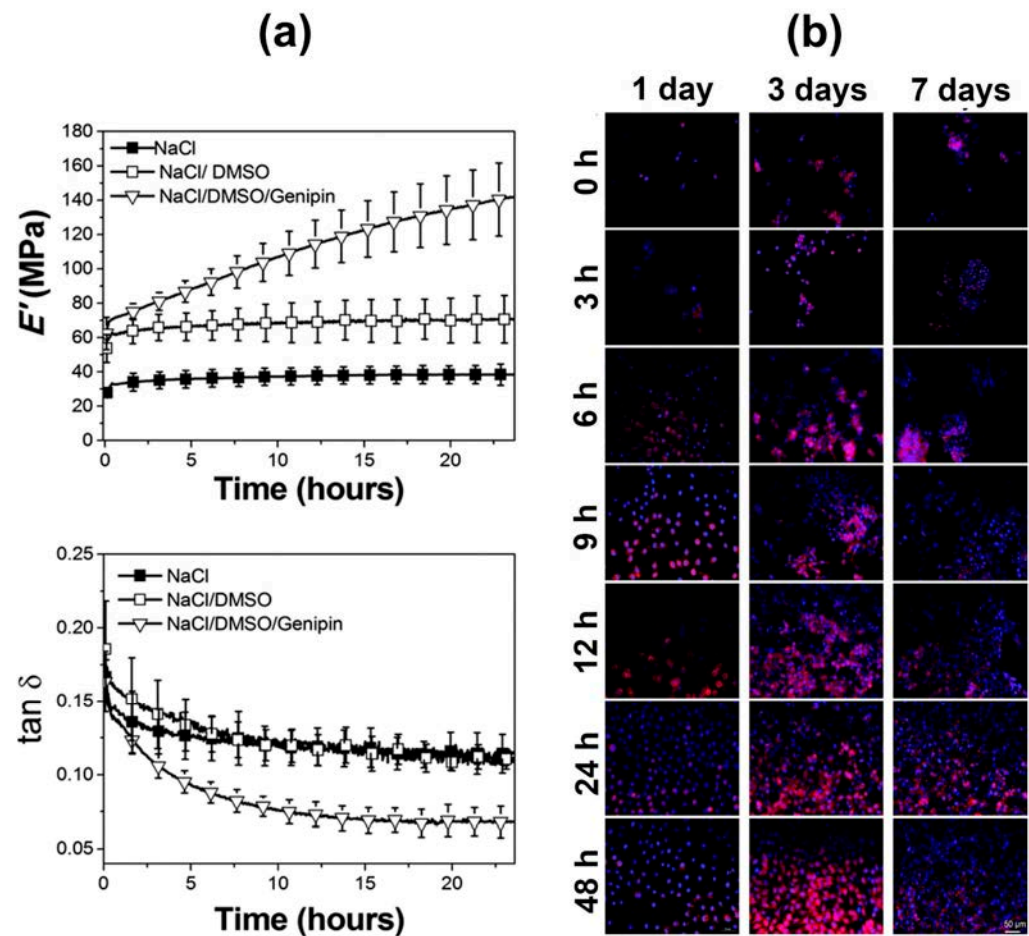 (a)
180
160
140
120
100
80
60
40
20
0
E' (MPa)
NaCl
NaCl/ DMSO
NaCl/DMSO/Genipin
0 5 10 15 20
Time (hours)
0.25
0.20
0.15
0.10
0.05
tan δ
NaCl
NaCl/DMSO
NaCl/DMSO/Genipin
0 5 10 15 20
Time (hours)
(b)
1 day 3 days 7 days
0 h
3 h
6 h
9 h
12 h
24 h
48 h
50 µm